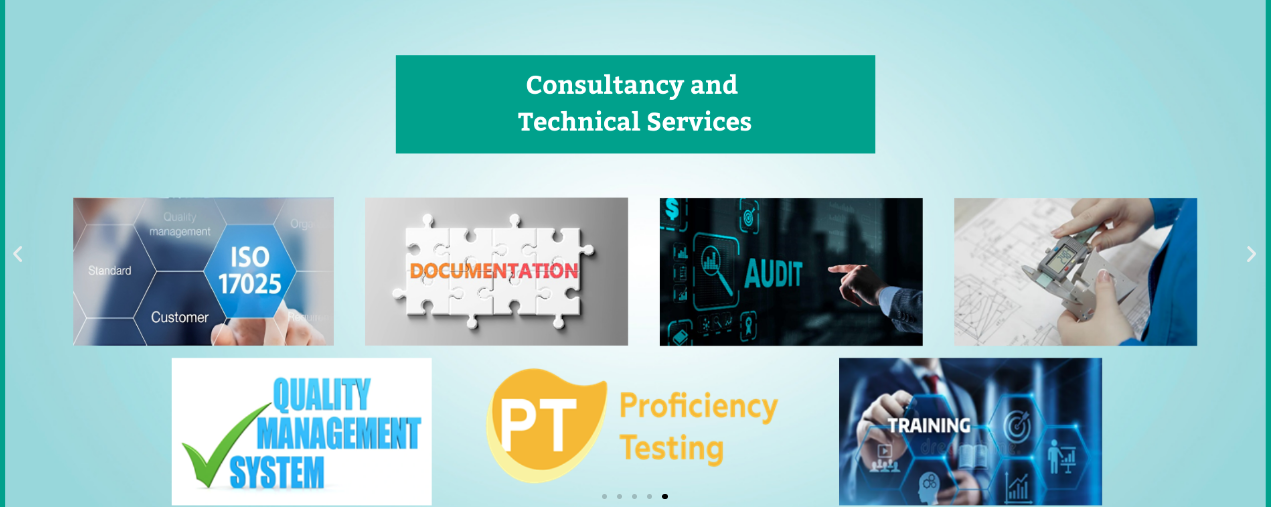 Consultancy and
Technical Services
Quality
management
Standard
ISO
17025
Customer
DOCUMENTATION
AUDIT
QUALITY
MANAGEMENT
SYSTEM
PT
Proficiency
Testing
TRAINING